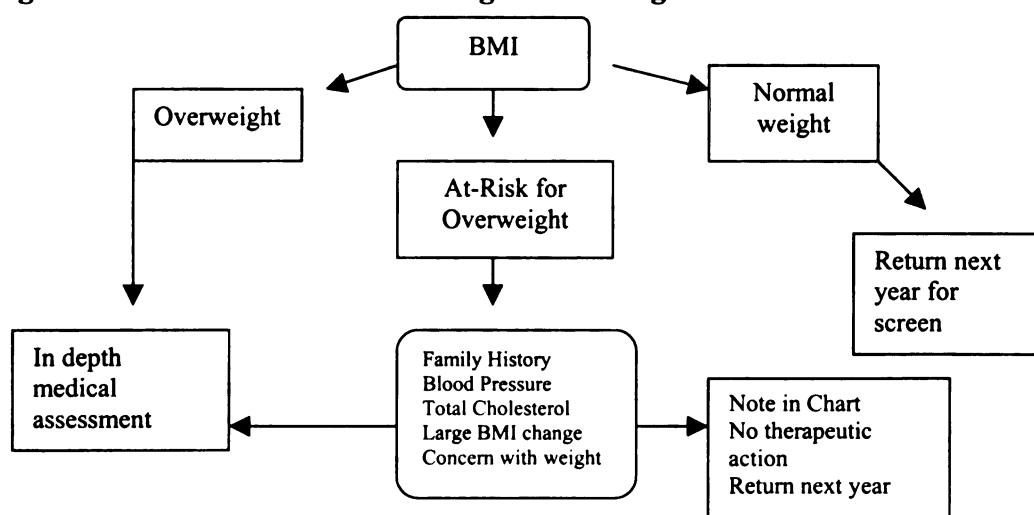 BMI
Overweight
Normal
weight
At-Risk for
Overweight
Return next
year for
screen
In depth
medical
assessment
Family History
Blood Pressure
Total Cholesterol
Large BMI change
Concern with weight
Note in Chart
No therapeutic
action
Return next year